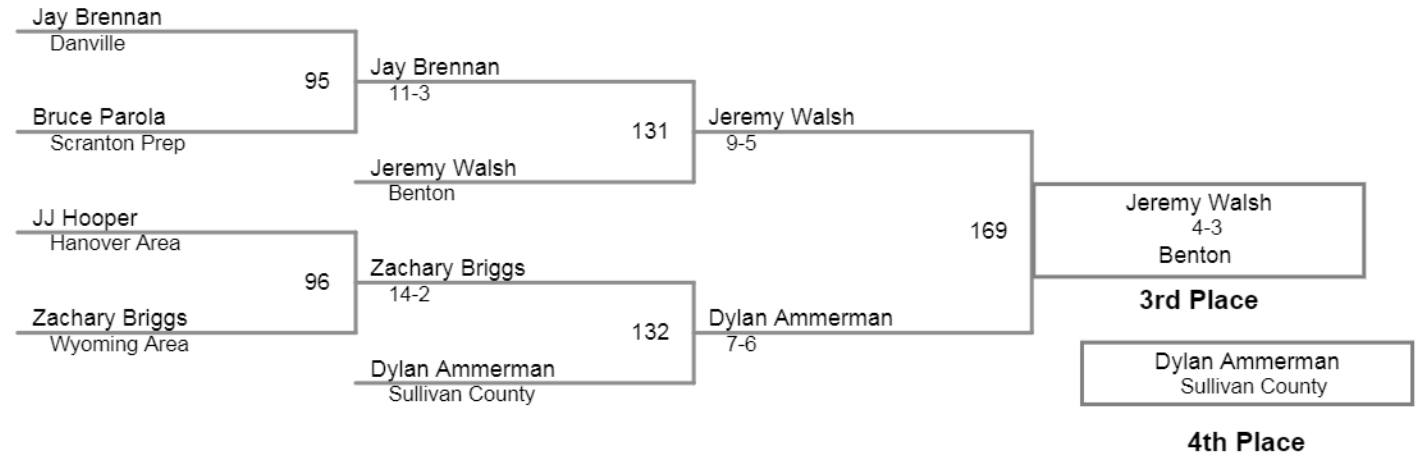 Jay Brennan
Danville
95
Jay Brennan
11-3
Bruce Parola
Scranton Prep
131
Jeremy Walsh
9-5
Jeremy Walsh
Benton
JJ Hooper
Hanover Area
169
Jeremy Walsh
4-3
Benton
3rd Place
96
Zachary Briggs
14-2
Zachary Briggs
Wyoming Area
132
Dylan Ammerman
7-6
Dylan Ammerman
Sullivan County
Dylan Ammerman
Sullivan County
4th Place